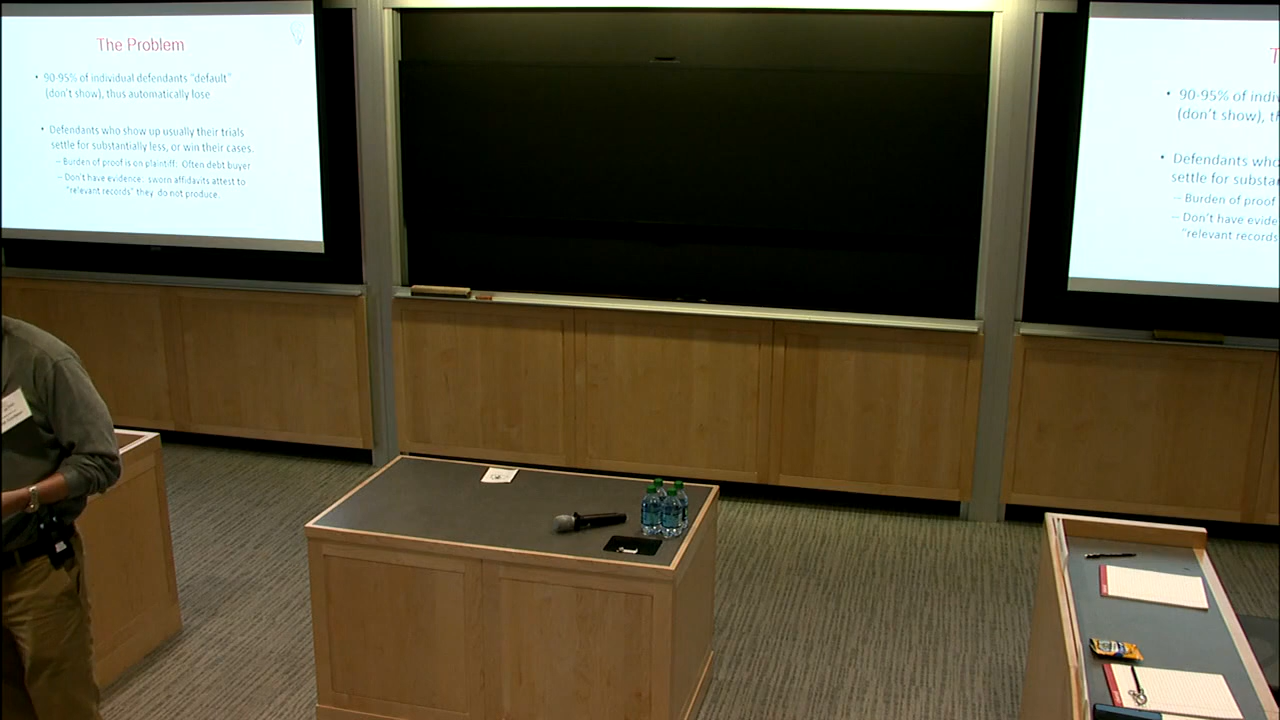 The Problem
• 90-95% of individual defendants "default"
(don't show), thus automatically lose
• Defendants who show up usually their trials
settle for substantially less, or win their cases.
– Burden of proof is on plaintiff: Often debt buyer
– Don't have evidence: sworn affidavits attest to
"relevant records" they do not produce.
• 90-95% of indiv
(don't show), th
• Defendants who
settle for substan
– Burden of proof
– Don't have evide
"relevant records